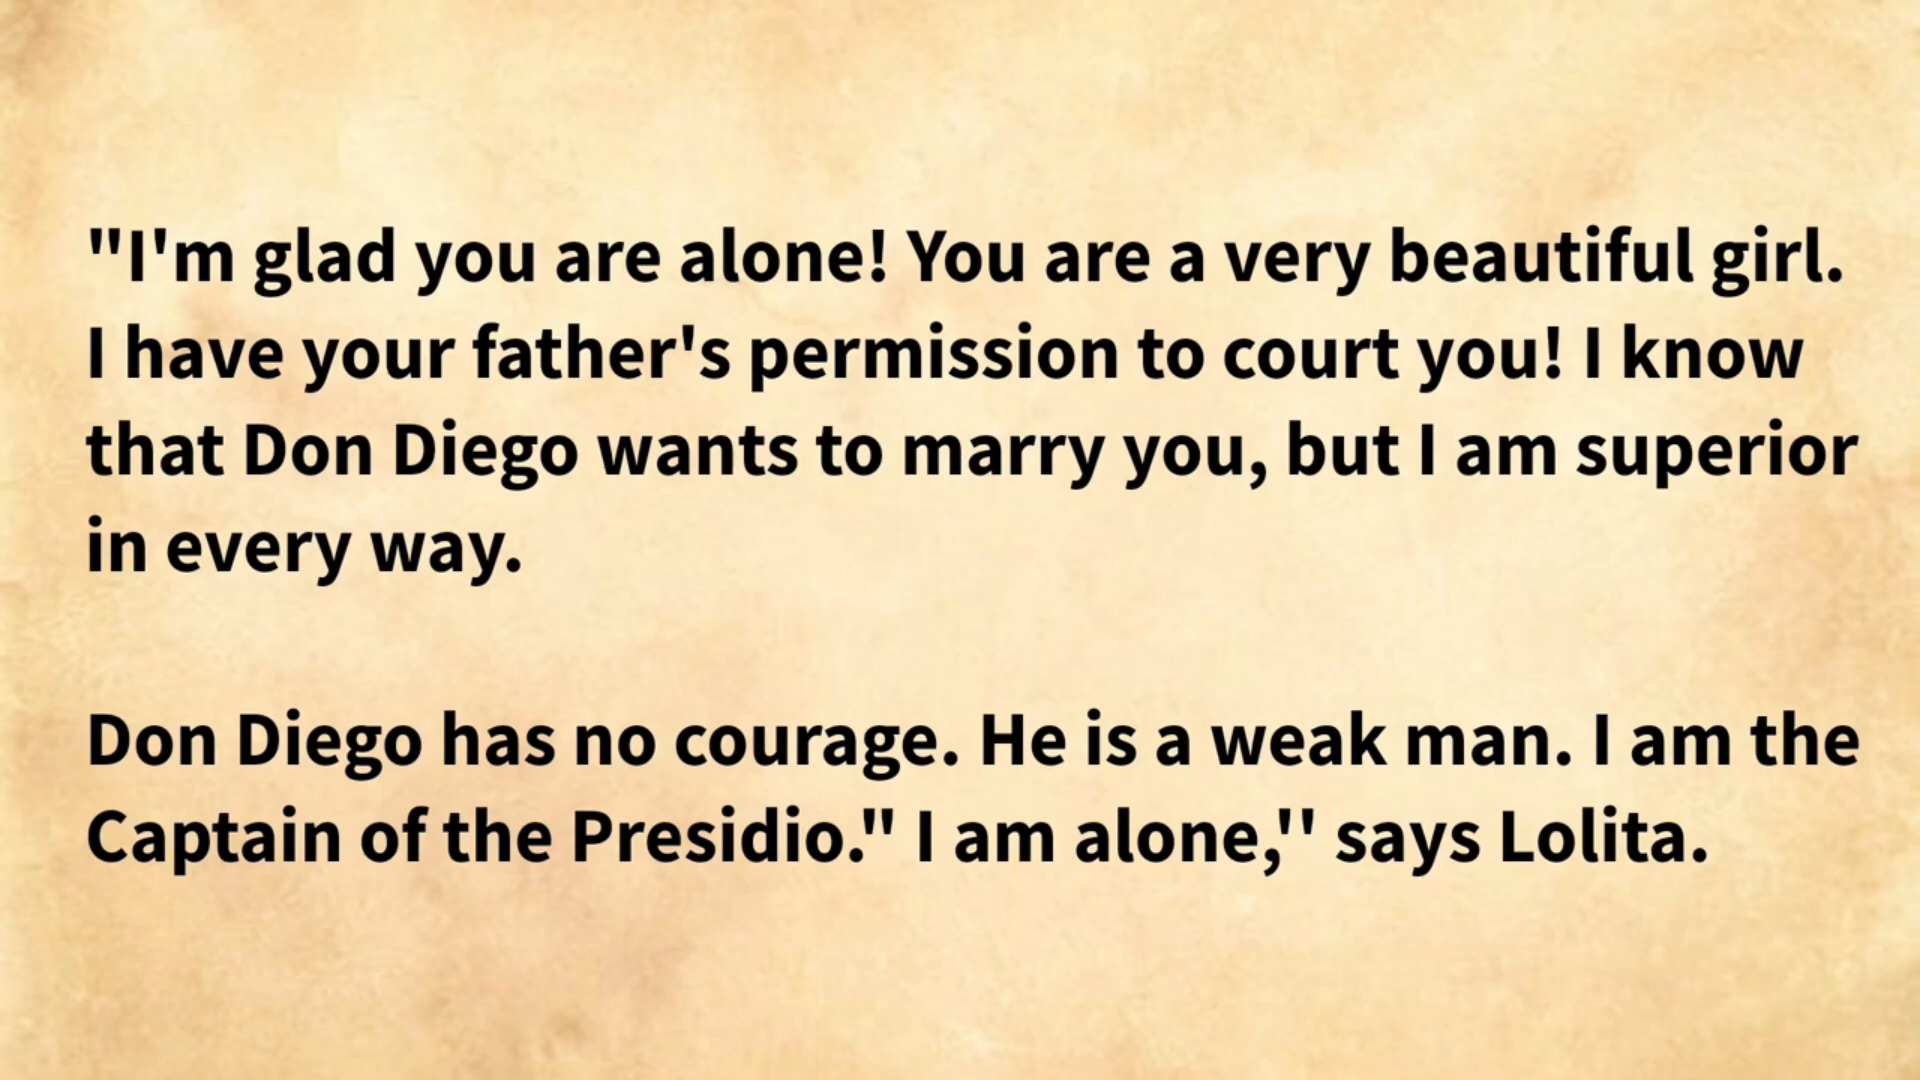 "I'm glad you are alone! You are a very beautiful girl.
I have your father's permission to court you! I know
that Don Diego wants to marry you, but I am superior
in every way.
Don Diego has no courage. He is a weak man. I am the
Captain of the Presidio." I am alone,'' says Lolita.